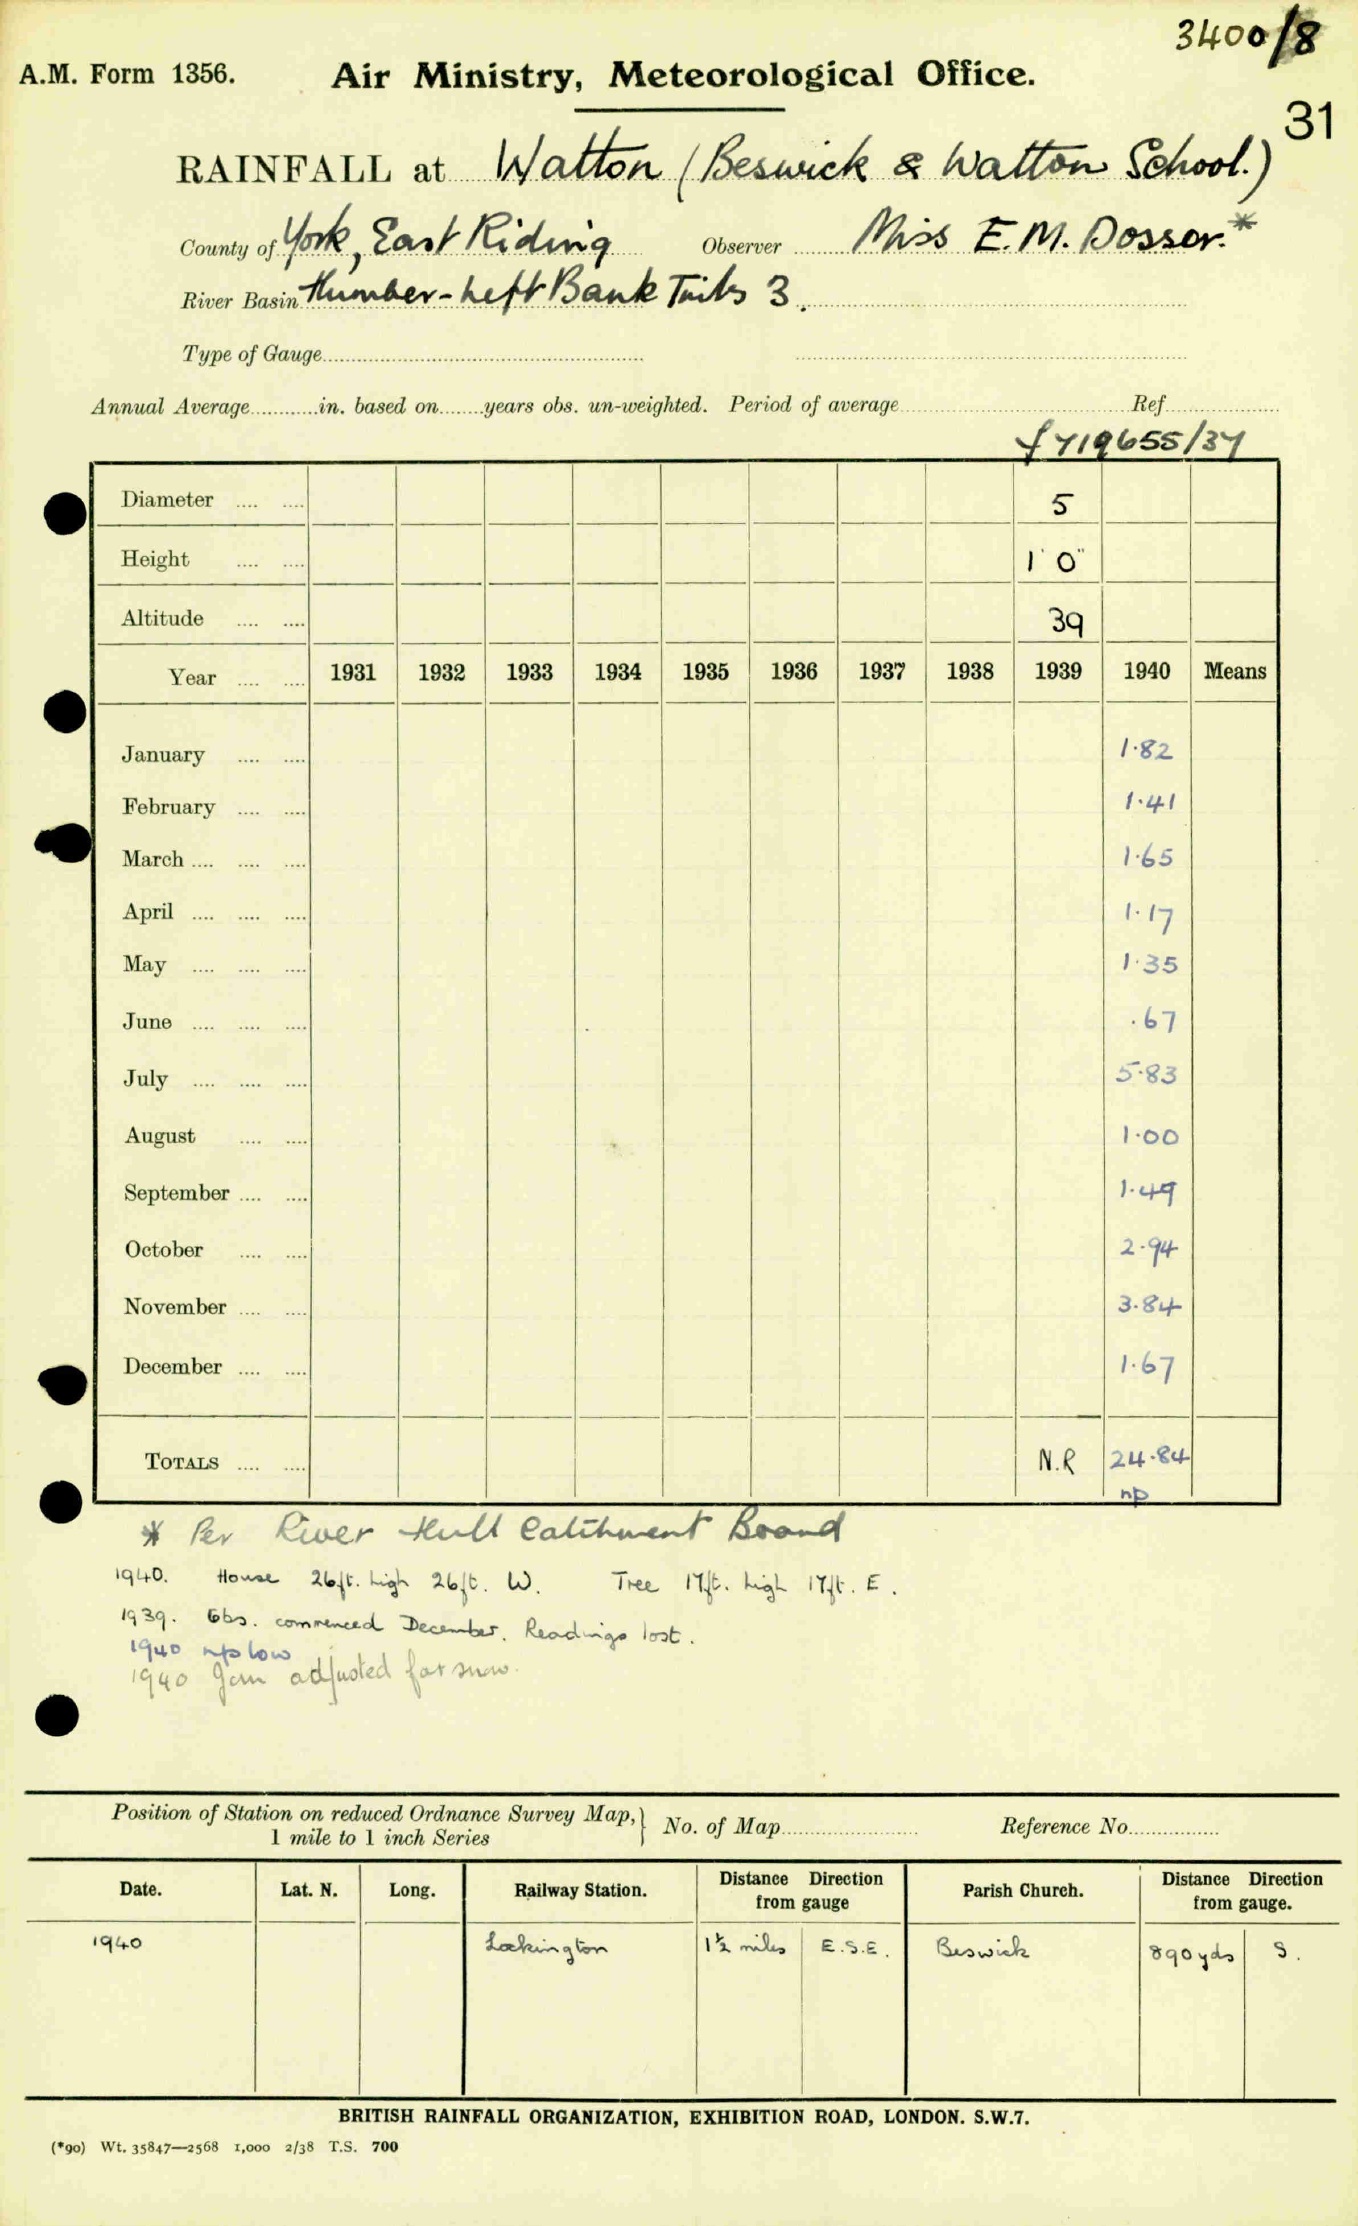 3400/8
A.M. Form 1356. Air Ministry, Meteorological Office.
31
RAINFALL at Watton (Beswick & Watton School.)
County of York, East Riding Observer Miss E.M. Dossor.*
River Basin Humber - Left Bank Tribs 3.
Type of Gauge
Annual Average in. based on years obs. un-weighted. Period of average Ref
719655/37
Diameter 5
Height 1' 0"
Altitude 39
Year 1931 1932 1933 1934 1935 1936 1937 1938 1939 1940 Means
January 1.82
February 1.41
March 1.65
April 1.17
May 1.35
June .67
July 5.83
August 1.00
September 1.49
October 2.94
November 3.84
December 1.67
TOTALS N.R 24.84
np
* Per River Hull Catchment Board
1940. House 26ft. high 26ft. W. Tree 17ft. high 17ft. E.
1939. Obs. commenced December. Readings lost.
1940 np low
1940 Jan adjusted for snow.
Position of Station on reduced Ordnance Survey Map, } No. of Map Reference No.
1 mile to 1 inch Series
Date. Lat. N. Long. Railway Station. Distance Direction from gauge Parish Church. Distance Direction from gauge.
1940 Lockington 1½ miles E.S.E. Beswick 890 yds S.
BRITISH RAINFALL ORGANIZATION, EXHIBITION ROAD, LONDON. S.W.7.
(*90) Wt. 35847—2568 1,000 2/38 T.S. 700